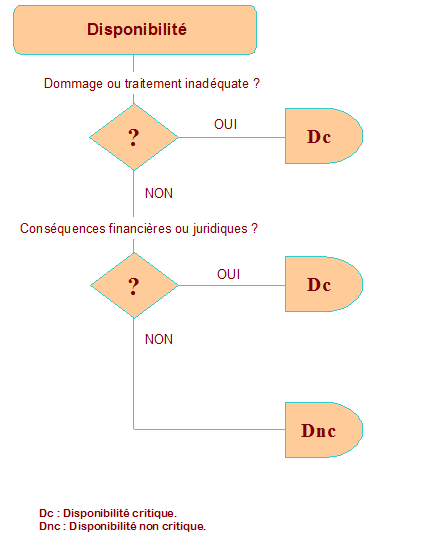 Disponibilité
Dommage ou traitement inadéquate ?
?
OUI
Dc
NON
Conséquences financières ou juridiques ?
?
OUI
Dc
NON
Dnc
Dc : Disponibilité critique.
Dnc : Disponibilité non critique.